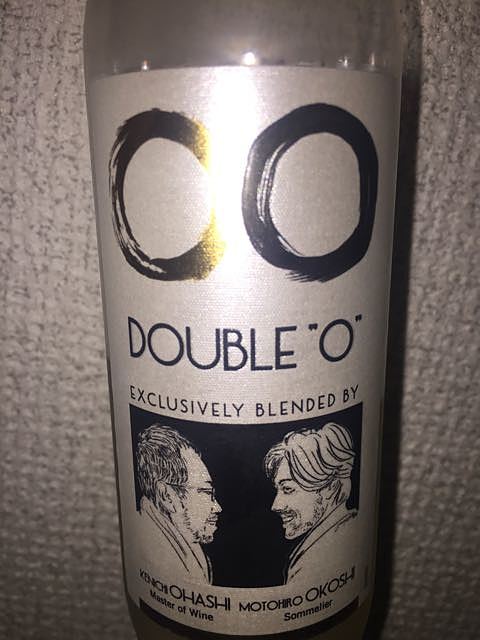 OO
DOUBLE "O"
EXCLUSIVELY BLENDED BY
KENICHI OHASHI MOTOHIRO OKOSHI
Master of Wine Sommelier